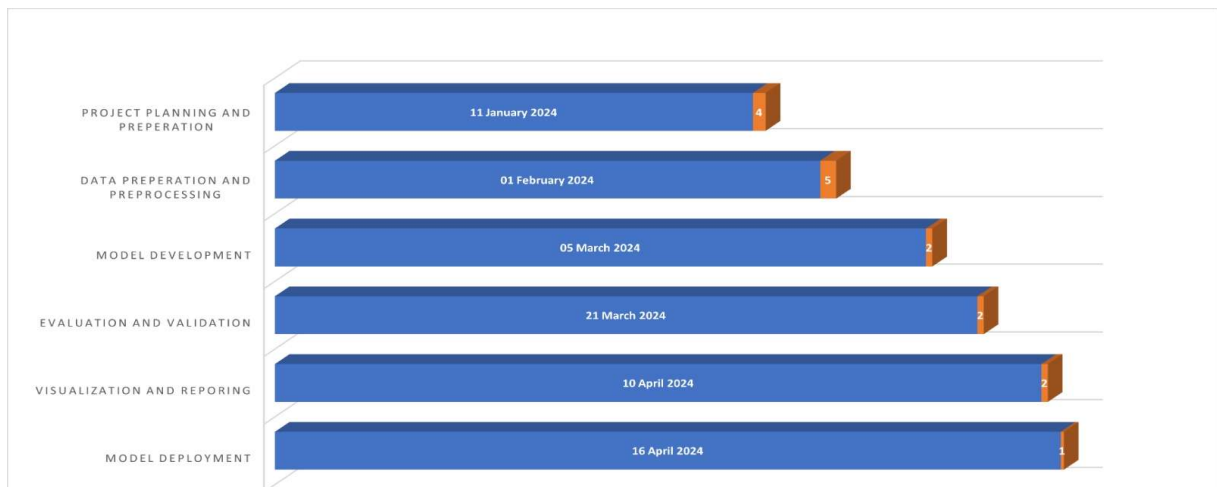 PROJECT PLANNING AND
PREPERATION
11 January 2024
4
DATA PREPERATION AND
PREPROCESSING
01 February 2024
5
MODEL DEVELOPMENT
05 March 2024
2
EVALUATION AND VALIDATION
21 March 2024
2
VISUALIZATION AND REPORING
10 April 2024
2
MODEL DEPLOYMENT
16 April 2024
1